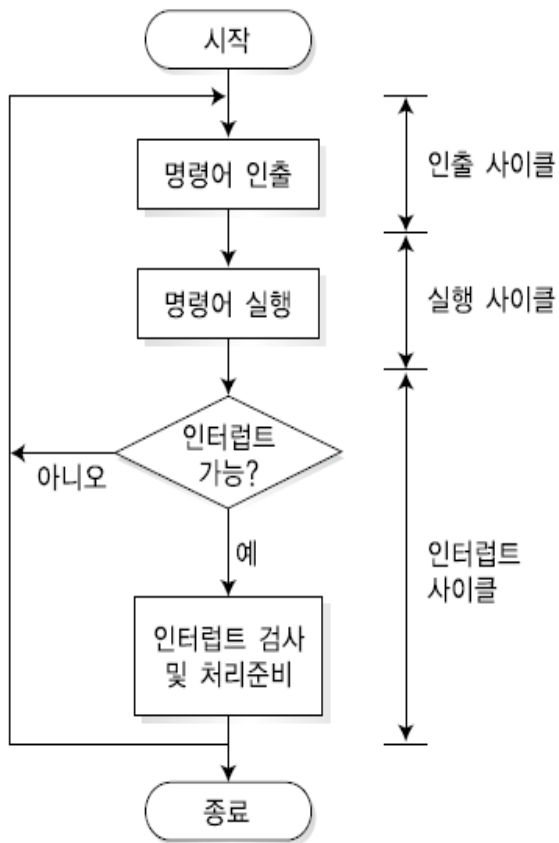 시작
명령어 인출
인출 사이클
명령어 실행
실행 사이클
인터럽트
가능?
아니오
예
인터럽트
사이클
인터럽트 검사
및 처리준비
종료